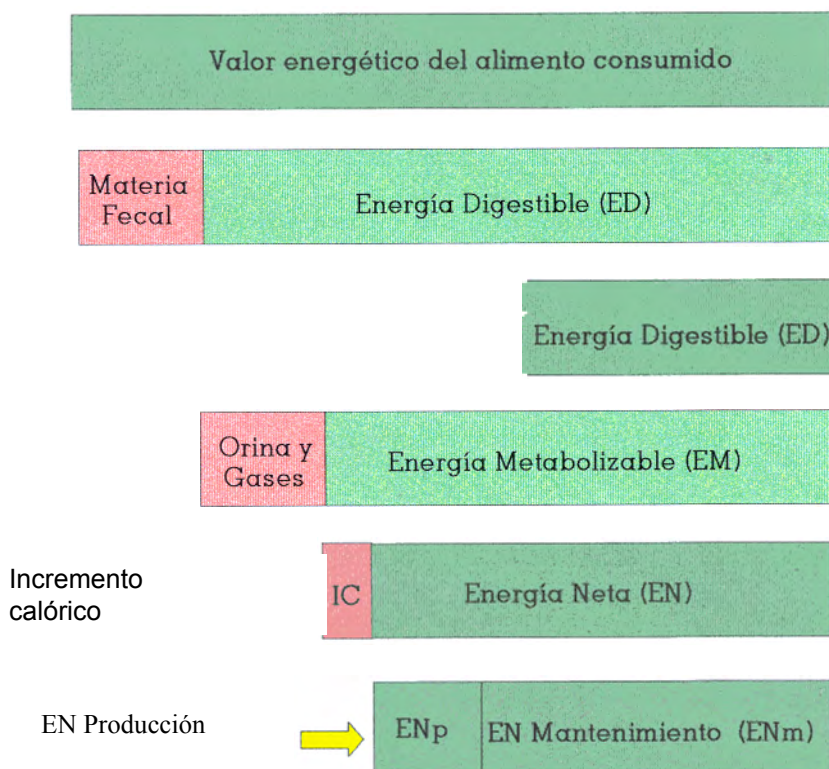 Valor energético del alimento consumido
Materia
Fecal
Energía Digestible (ED)
Energía Digestible (ED)
Orina y
Gases
Energía Metabolizable (EM)
Incremento
calórico
IC
Energía Neta (EN)
EN Producción
ENp
EN Mantenimiento (ENm)